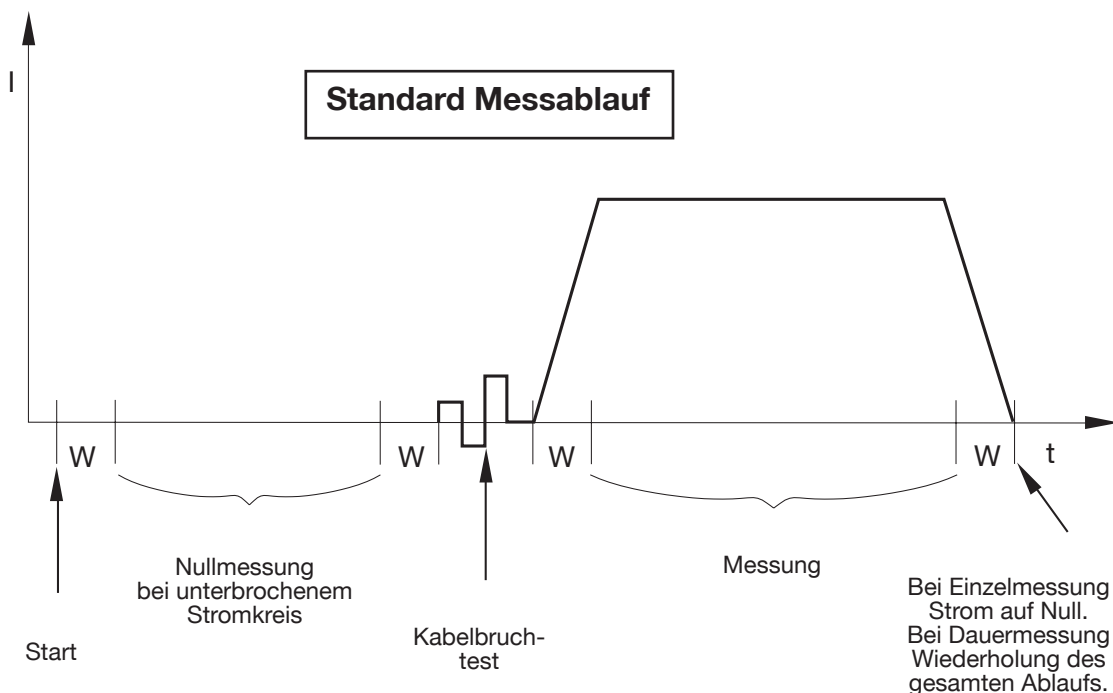 I
Standard Messablauf
W
W
W
W
t
Nullmessung
bei unterbrochenem
Stromkreis
Messung
Start
Kabelbruch-
test
Bei Einzelmessung
Strom auf Null.
Bei Dauermessung
Wiederholung des
gesamten Ablaufs.